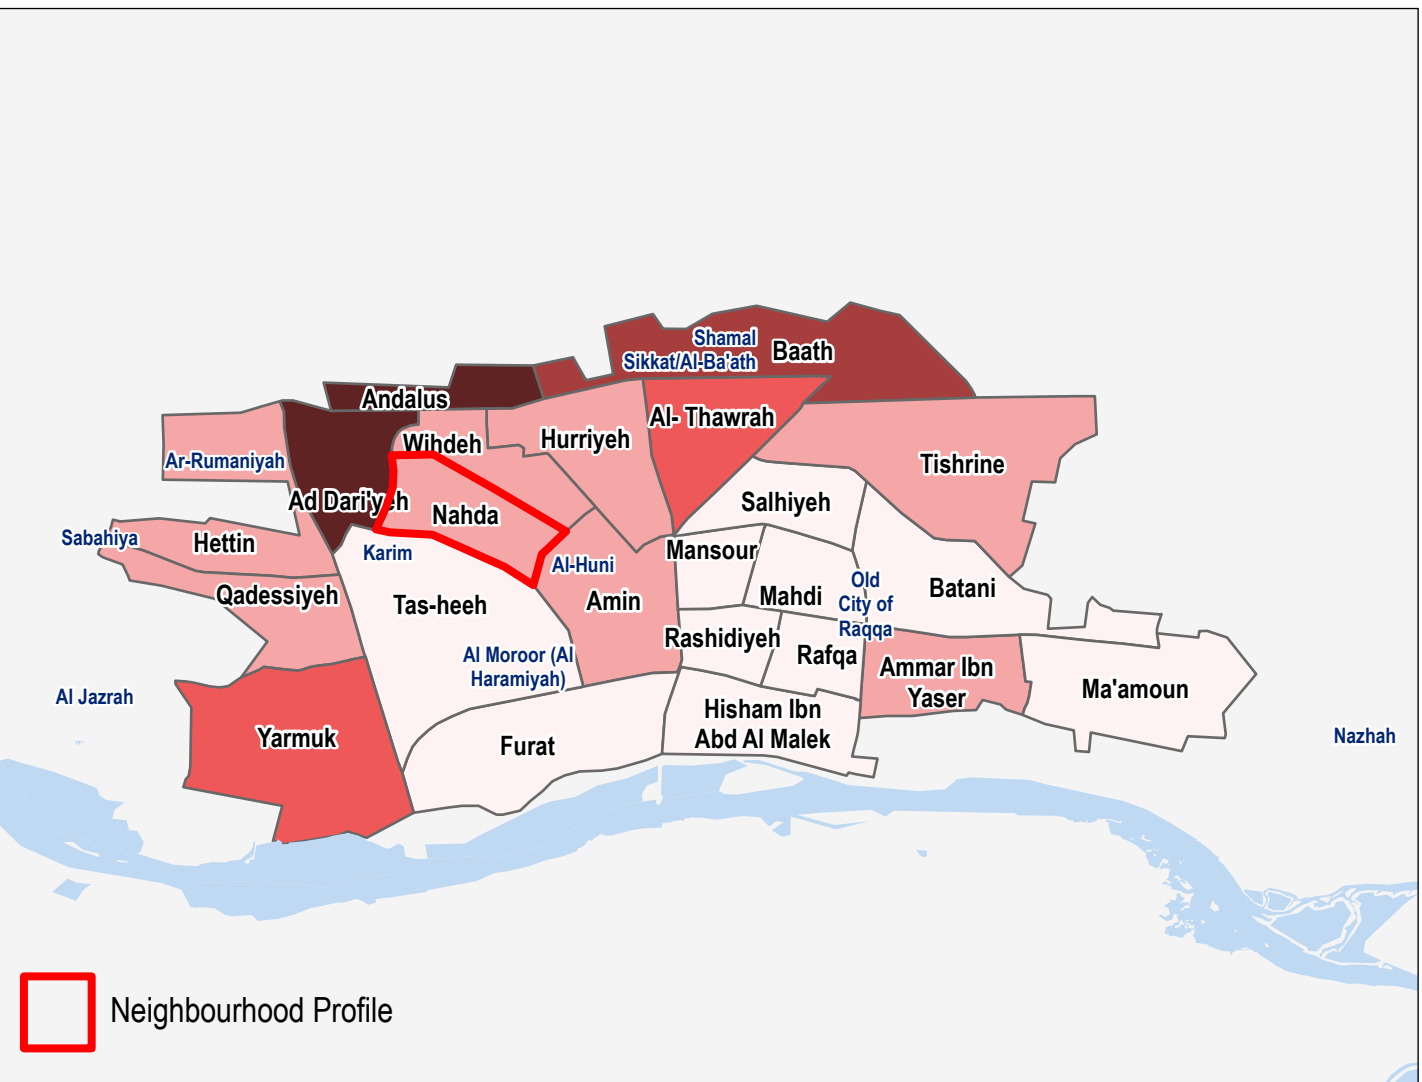 Shamal
Sikkat/Al-Ba'ath
Baath
Andalus
Al- Thawrah
Wihdeh
Hurriyeh
Ar-Rumaniyah
Tishrine
Ad Dari'yeh
Nahda
Salhiyeh
Sabahiya
Hettin
Karim
Al-Huni
Mansour
Old
City of
Raqqa
Batani
Qadessiyeh
Tas-heeh
Amin
Mahdi
Rashidiyeh
Rafqa
Al Moroor (Al
Haramiyah)
Ammar Ibn
Yaser
Ma'amoun
Al Jazrah
Hisham Ibn
Abd Al Malek
Yarmuk
Furat
Nazhah
Neighbourhood Profile